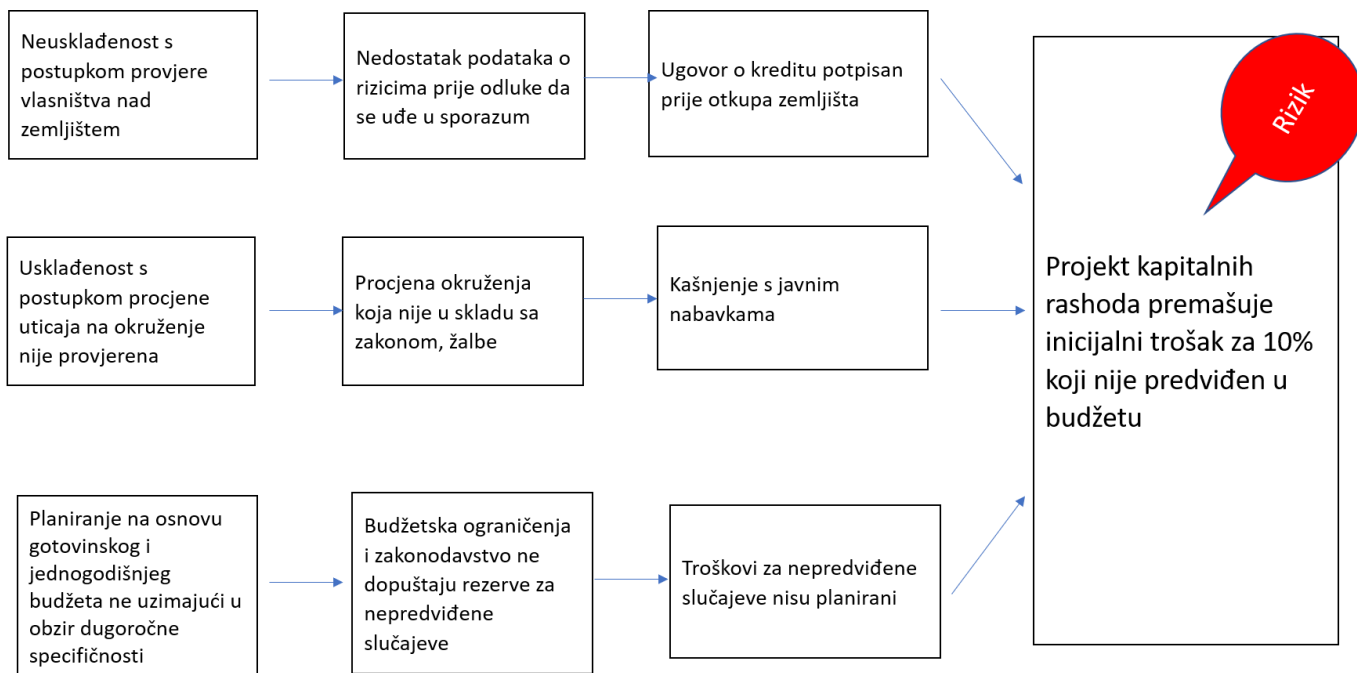 Neusklađenost s
postupkom provjere
vlasništva nad
zemljištem
Nedostatak podataka o
rizicima prije odluke da
se uđe u sporazum
Ugovor o kreditu potpisan
prije otkupa zemljišta
Rizik
Usklađenost s
postupkom procjene
uticaja na okruženje
nije provjerena
Procjena okruženja
koja nije u skladu sa
zakonom, žalbe
Kašnjenje s javnim
nabavkama
Projekt kapitalnih
rashoda premašuje
inicijalni trošak za 10%
koji nije predviđen u
budžetu
Planiranje na osnovu
gotovinskog i
jednogodišnjeg
budžeta ne uzimajući u
obzir dugoročne
specifičnosti
Budžetska ograničenja
i zakonodavstvo ne
dopuštaju rezerve za
nepredviđene
slučajeve
Troškovi za nepredviđene
slučajeve nisu planirani